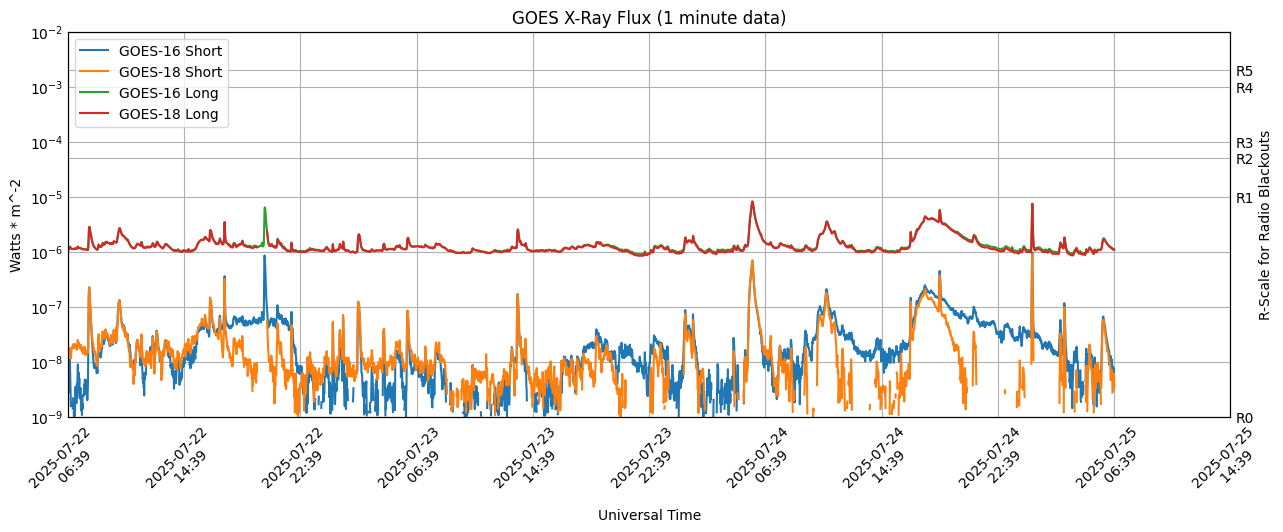 GOES X-Ray Flux (1 minute data)
GOES-16 Short
GOES-18 Short
GOES-16 Long
GOES-18 Long
Watts * m^-2
10^-2
10^-3
10^-4
10^-5
10^-6
10^-7
10^-8
10^-9
R5
R4
R3
R2
R1
R0
R-Scale for Radio Blackouts
2025-07-22
06:39
2025-07-22
14:39
2025-07-22
22:39
2025-07-23
06:39
2025-07-23
14:39
2025-07-23
22:39
2025-07-24
06:39
2025-07-24
14:39
2025-07-24
22:39
2025-07-25
06:39
2025-07-25
14:39
Universal Time